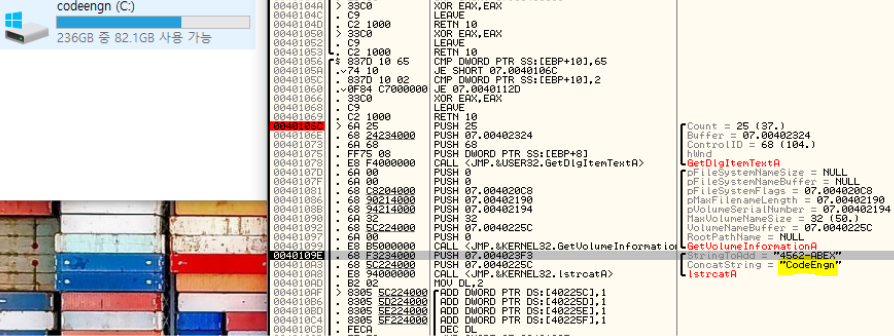 codeengn (C:)
236GB 중 82.1GB 사용 가능
0040104A . 33C0 XOR EAX,EAX
0040104C . C9 LEAVE
0040104D . C2 1000 RETN 10
00401050 > 33C0 XOR EAX,EAX
00401052 . C9 LEAVE
00401053 . C2 1000 RETN 10
00401056 $ 837D 10 65 CMP DWORD PTR SS:[EBP+10],65
0040105A . 74 10 JE SHORT 07.0040106C
0040105C . 837D 10 02 CMP DWORD PTR SS:[EBP+10],2
00401060 . 0F84 C7000000 JE 07.0040112D
00401066 . 33C0 XOR EAX,EAX
00401068 . C9 LEAVE
00401069 . C2 1000 RETN 10
0040106C > 6A 25 PUSH 25 Count = 25 (37.)
0040106E . 68 24234000 PUSH 07.00402324 Buffer = 07.00402324
00401073 . 6A 68 PUSH 68 ControlID = 68 (104.)
00401075 . FF75 08 PUSH DWORD PTR SS:[EBP+8] hWnd
00401078 . E8 F4000000 CALL <JMP.&USER32.GetDlgItemTextA> GetDlgItemTextA
0040107D . 6A 00 PUSH 0 pFileSystemNameSize = NULL
0040107F . 6A 00 PUSH 0 pFileSystemNameBuffer = NULL
00401081 . 68 C8204000 PUSH 07.004020C8 pFileSystemFlags = 07.004020C8
00401086 . 68 90214000 PUSH 07.00402190 pMaxFilenameLength = 07.00402190
0040108B . 68 94214000 PUSH 07.00402194 pVolumeSerialNumber = 07.00402194
00401090 . 6A 32 PUSH 32 MaxVolumeNameSize = 32 (50.)
00401092 . 68 5C224000 PUSH 07.0040225C VolumeNameBuffer = 07.0040225C
00401097 . 6A 00 PUSH 0 RootPathName = NULL
00401099 . E8 B5000000 CALL <JMP.&KERNEL32.GetVolumeInformation GetVolumeInformationA
0040109E . 68 F3234000 PUSH 07.004023F3 StringToAdd = "4562-ABEX"
004010A3 . 68 5C224000 PUSH 07.0040225C ConcatString = "CodeEngn"
004010A8 . E8 94000000 CALL <JMP.&KERNEL32.lstrcatA> lstrcatA
004010AD . B2 02 MOV DL,2
004010AF > 8305 5C224000 ADD DWORD PTR DS:[40225C],1
004010B6 . 8305 5D224000 ADD DWORD PTR DS:[40225D],1
004010BD . 8305 5E224000 ADD DWORD PTR DS:[40225E],1
004010C4 . 8305 5F224000 ADD DWORD PTR DS:[40225F],1
. FECA DEC DL